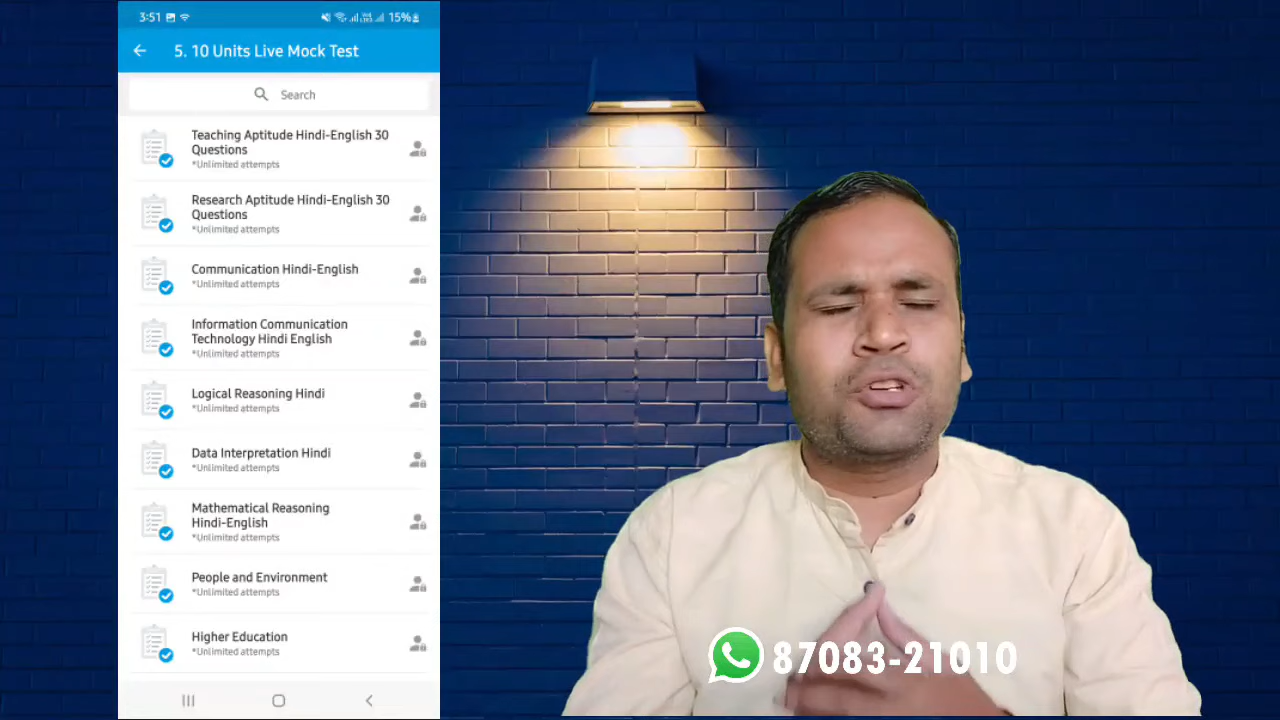 3:51 15%
5. 10 Units Live Mock Test
Search
Teaching Aptitude Hindi-English 30
Questions
*Unlimited attempts
Research Aptitude Hindi-English 30
Questions
*Unlimited attempts
Communication Hindi-English
*Unlimited attempts
Information Communication
Technology Hindi English
*Unlimited attempts
Logical Reasoning Hindi
*Unlimited attempts
Data Interpretation Hindi
*Unlimited attempts
Mathematical Reasoning
Hindi-English
*Unlimited attempts
People and Environment
*Unlimited attempts
Higher Education
*Unlimited attempts
87083-21010